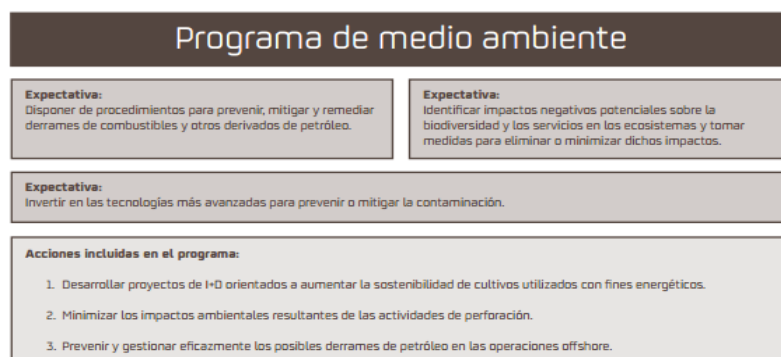 Programa de medio ambiente
Expectativa:
Disponer de procedimientos para prevenir, mitigar y remediar
derrames de combustibles y otros derivados de petróleo.
Expectativa:
Identificar impactos negativos potenciales sobre la
biodiversidad y los servicios en los ecosistemas y tomar
medidas para eliminar o minimizar dichos impactos.
Expectativa:
Invertir en las tecnologías más avanzadas para prevenir o mitigar la contaminación.
Acciones incluidas en el programa:
1. Desarrollar proyectos de I+D orientados a aumentar la sostenibilidad de cultivos utilizados con fines energéticos.
2. Minimizar los impactos ambientales resultantes de las actividades de perforación.
3. Prevenir y gestionar eficazmente los posibles derrames de petróleo en las operaciones offshore.